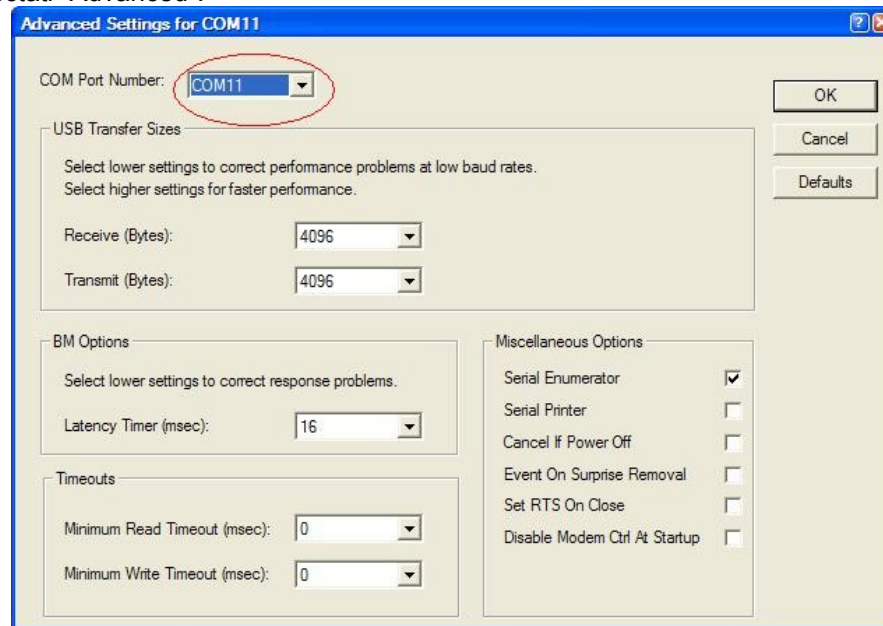 Advanced Settings for COM11
COM Port Number: COM11
OK
Cancel
Defaults
USB Transfer Sizes
Select lower settings to correct performance problems at low baud rates.
Select higher settings for faster performance.
Receive (Bytes): 4096
Transmit (Bytes): 4096
BM Options
Select lower settings to correct response problems.
Latency Timer (msec): 16
Timeouts
Minimum Read Timeout (msec): 0
Minimum Write Timeout (msec): 0
Miscellaneous Options
Serial Enumerator
Serial Printer
Cancel If Power Off
Event On Surprise Removal
Set RTS On Close
Disable Modem Ctrl At Startup